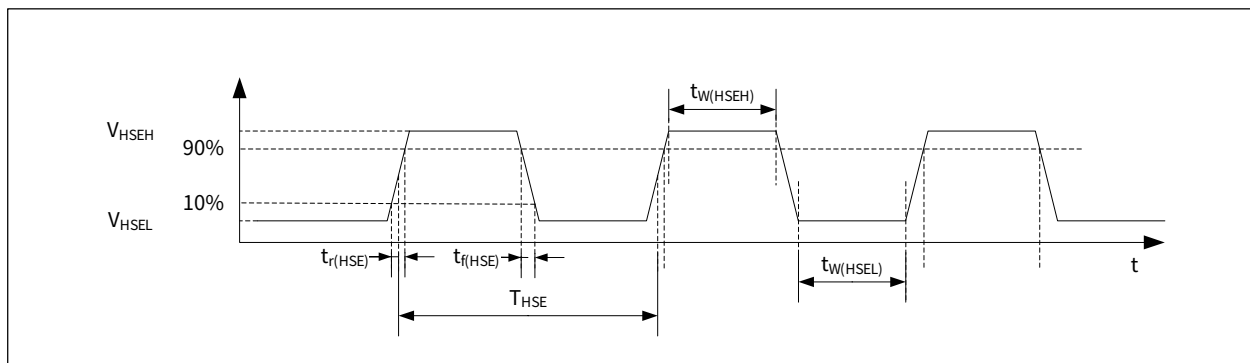 tW(HSEH)
VHSEH
90%
10%
VHSEL
tr(HSE)
tf(HSE)
tW(HSEL)
t
THSE